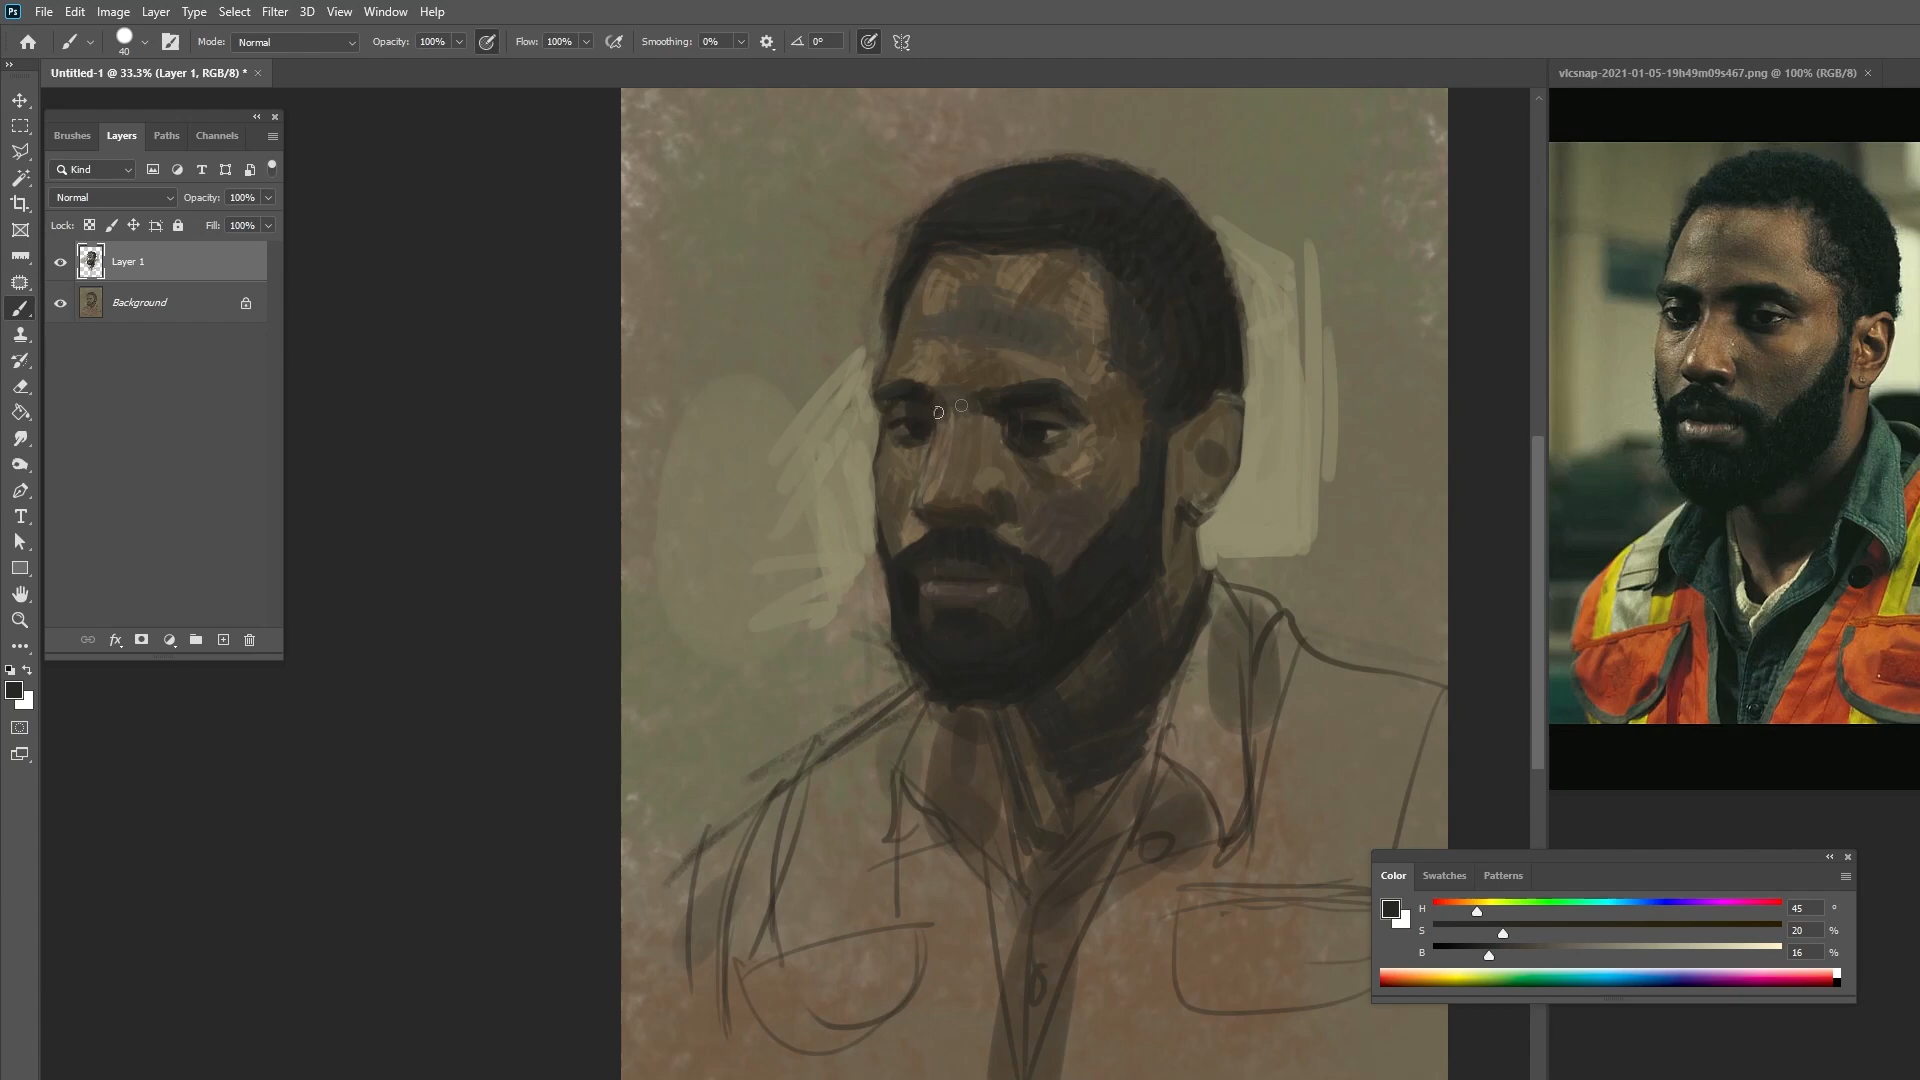 Ps File Edit Image Layer Type Select Filter 3D View Window Help
40 Mode: Normal Opacity: 100% Flow: 100% Smoothing: 0% 0°
Untitled-1 @ 33.3% (Layer 1, RGB/8) * ×
vlcsnap-2021-01-05-19h49m09s467.png @ 100% (RGB/8) ×
Brushes Layers Paths Channels
Kind
Normal Opacity: 100%
Lock: Fill: 100%
Layer 1
Background
fx
Color Swatches Patterns
H 45 °
S 20 %
B 16 %